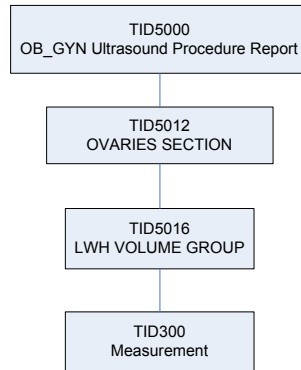 TID5000
OB_GYN Ultrasound Procedure Report
TID5012
OVARIES SECTION
TID5016
LWH VOLUME GROUP
TID300
Measurement